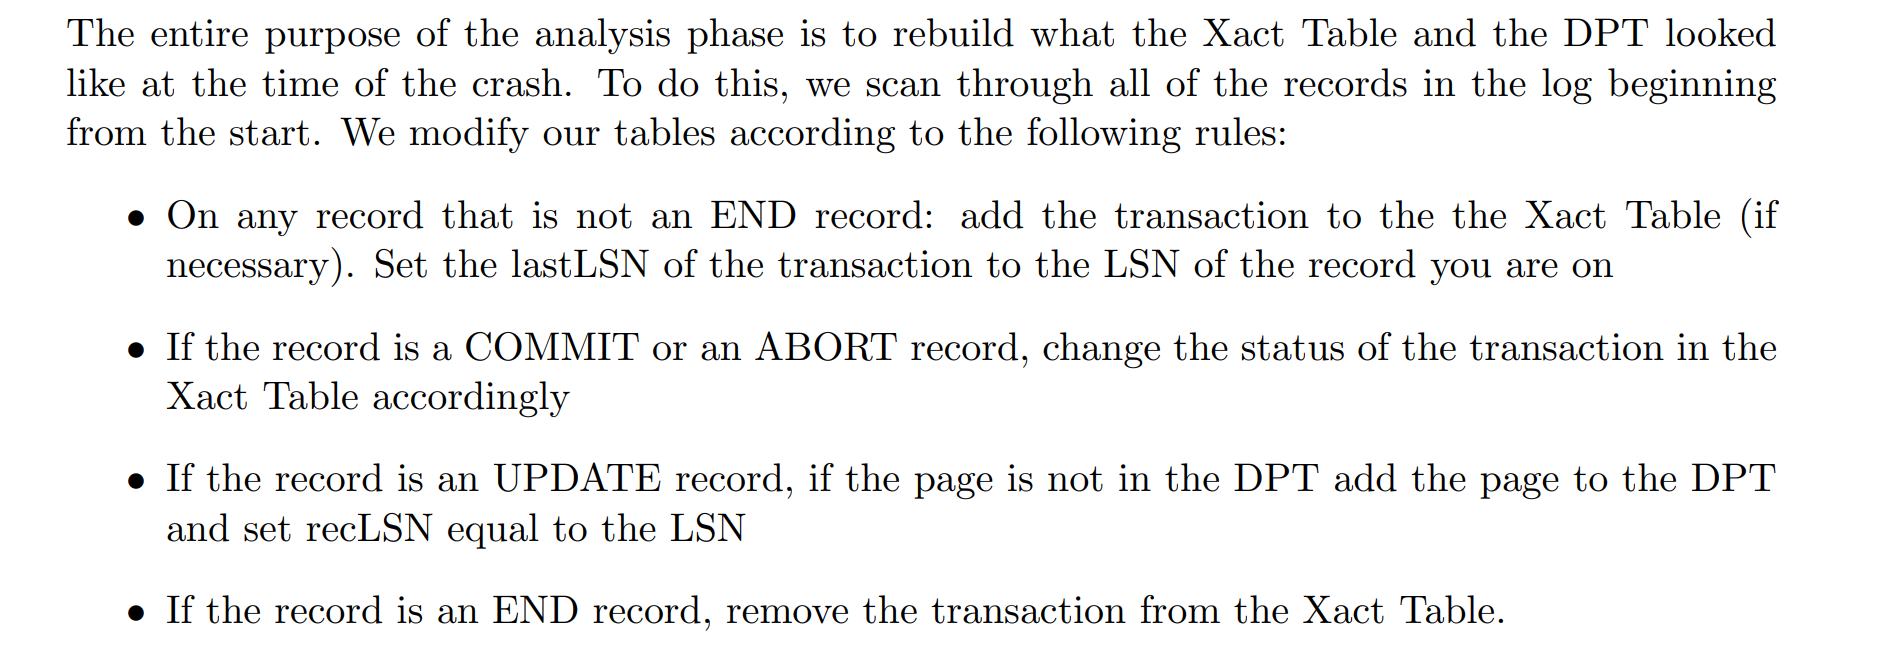 The entire purpose of the analysis phase is to rebuild what the Xact Table and the DPT looked
like at the time of the crash. To do this, we scan through all of the records in the log beginning
from the start. We modify our tables according to the following rules:
• On any record that is not an END record: add the transaction to the the Xact Table (if
necessary). Set the lastLSN of the transaction to the LSN of the record you are on
• If the record is a COMMIT or an ABORT record, change the status of the transaction in the
Xact Table accordingly
• If the record is an UPDATE record, if the page is not in the DPT add the page to the DPT
and set recLSN equal to the LSN
• If the record is an END record, remove the transaction from the Xact Table.